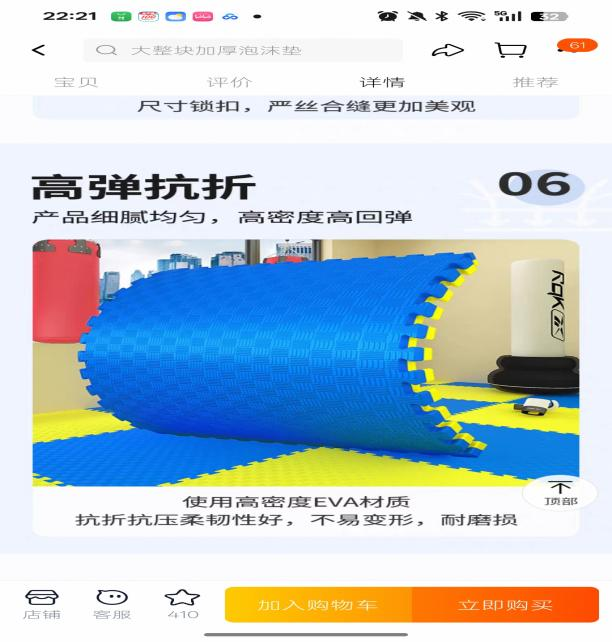 22:21
5G 32
大整块加厚泡沫垫
61
宝贝 评价 详情 推荐
尺寸锁扣，严丝合缝更加美观
高弹抗折
06
产品细腻均匀，高密度高回弹
使用高密度EVA材质
抗折抗压柔韧性好，不易变形，耐磨损
顶部
店铺 客服 410 加入购物车 立即购买